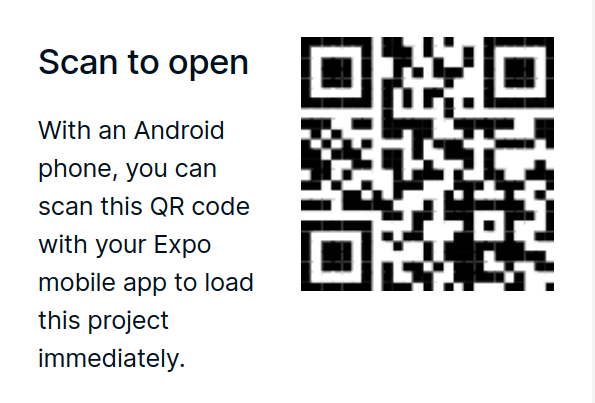 Scan to open
With an Android
phone, you can
scan this QR code
with your Expo
mobile app to load
this project
immediately.